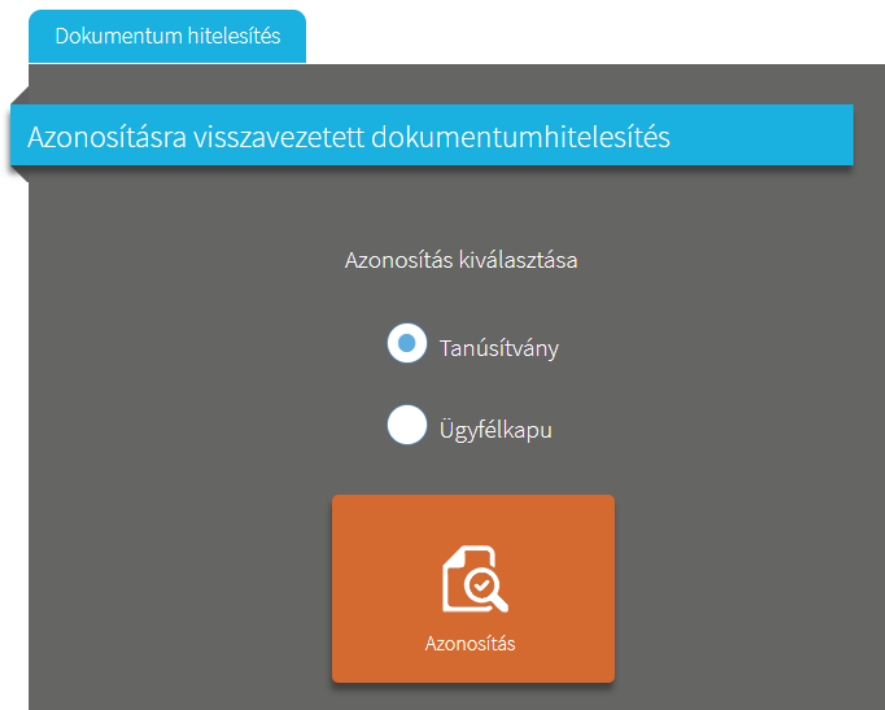 Dokumentum hitelesítés
Azonosításra visszavezetett dokumentumhitelesítés
Azonosítás kiválasztása
Tanúsítvány
Ügyfélkapu
Azonosítás